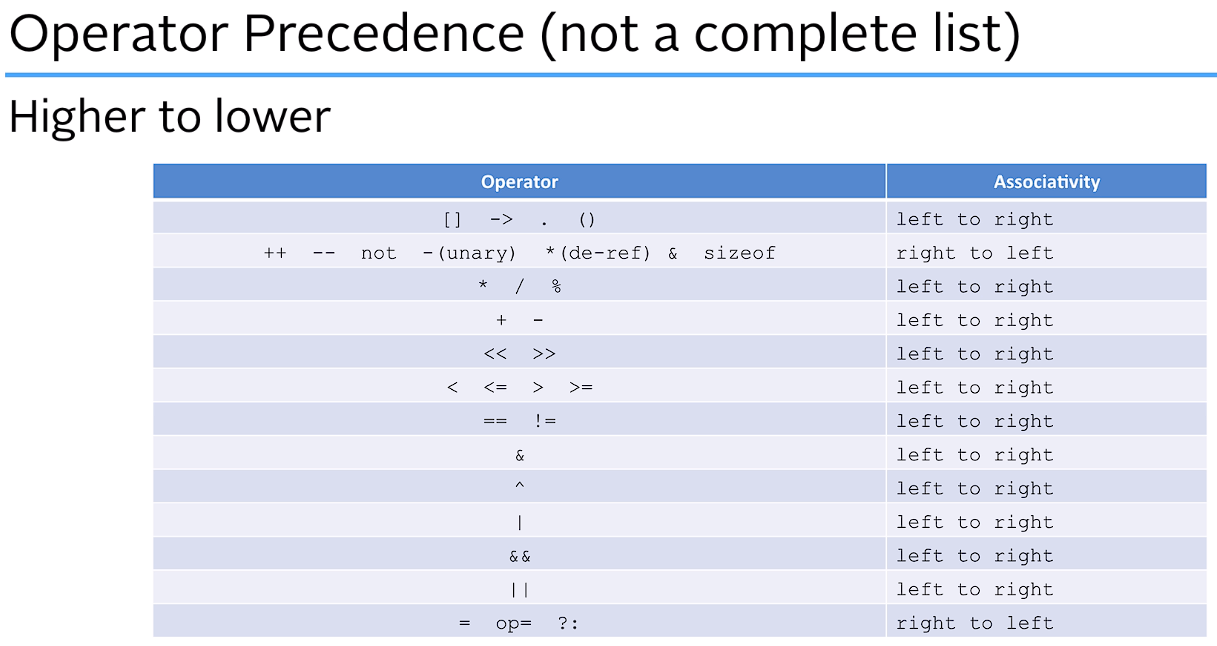 Operator Precedence (not a complete list)
Higher to lower
Operator Associativity
[] -> . () left to right
++ -- not -(unary) *(de-ref) & sizeof right to left
* / % left to right
+ - left to right
<< >> left to right
< <= > >= left to right
== != left to right
& left to right
^ left to right
| left to right
&& left to right
|| left to right
= op= ?: right to left